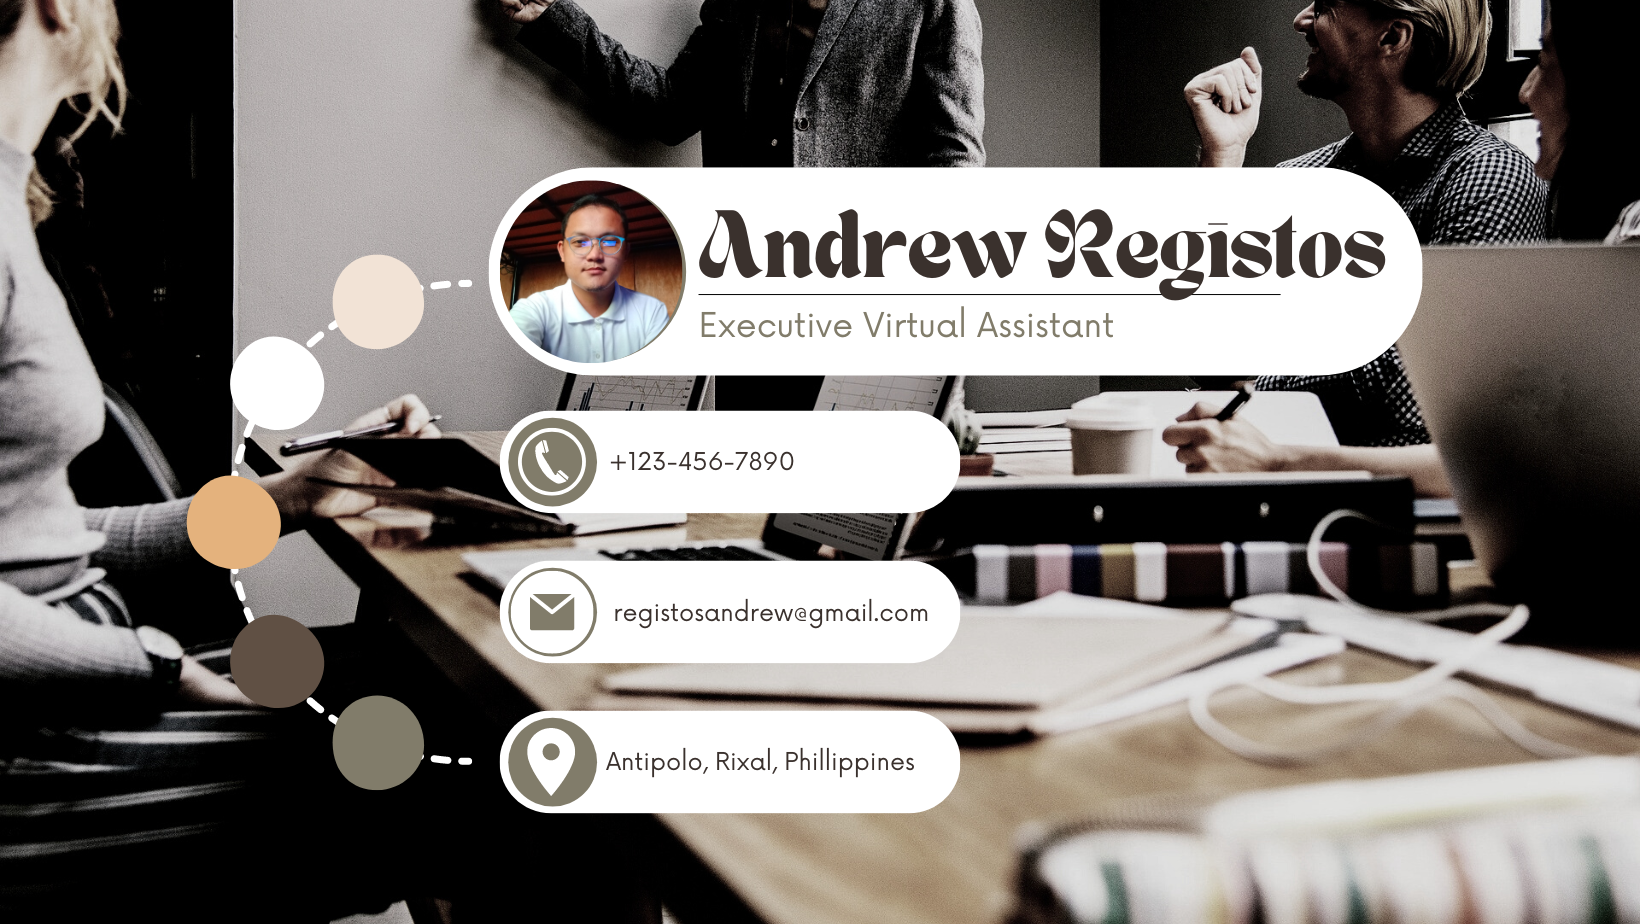 Andrew Registos
Executive Virtual Assistant
+123-456-7890
registosandrew@gmail.com
Antipolo, Rixal, Phillippines